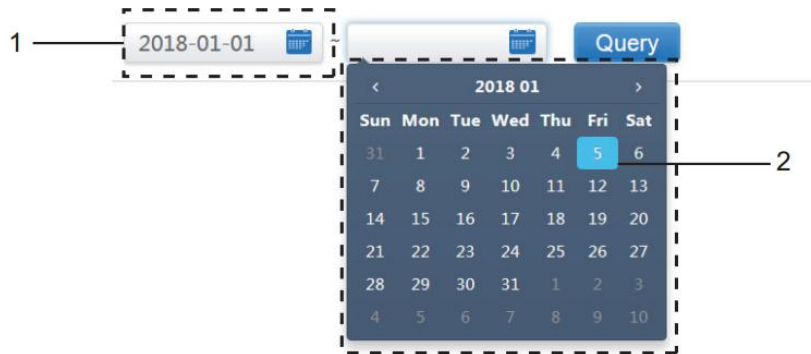 1 2018-01-01 ~ Query
< 2018 01 >
Sun Mon Tue Wed Thu Fri Sat
31 1 2 3 4 5 6 2
7 8 9 10 11 12 13
14 15 16 17 18 19 20
21 22 23 24 25 26 27
28 29 30 31 1 2 3
4 5 6 7 8 9 10